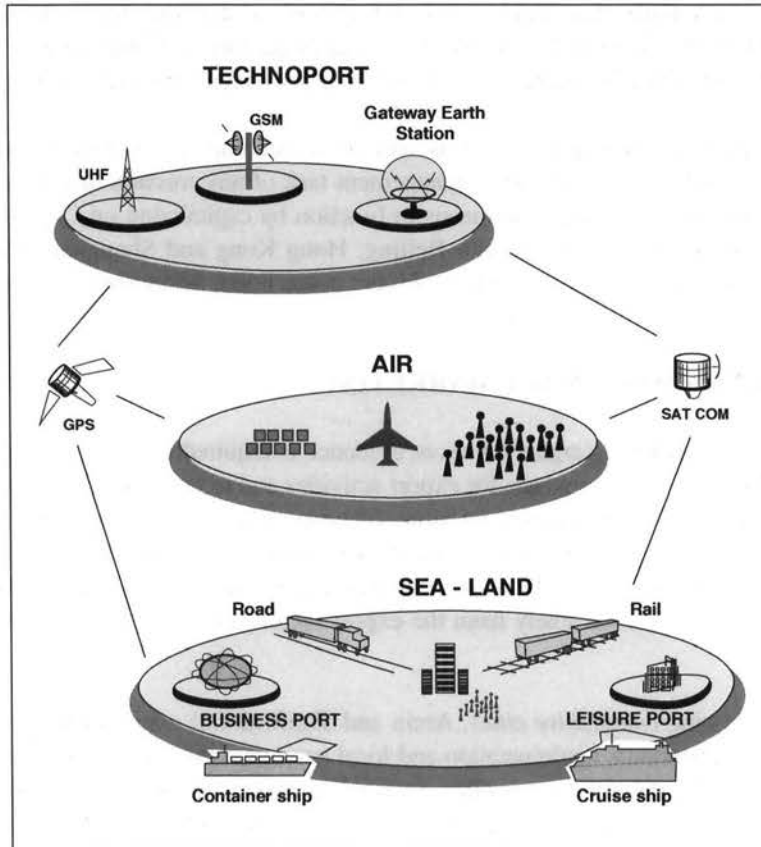 TECHNOPORT
GSM
Gateway Earth
Station
UHF
AIR
GPS
SAT COM
SEA - LAND
Road
Rail
BUSINESS PORT
LEISURE PORT
Container ship
Cruise ship